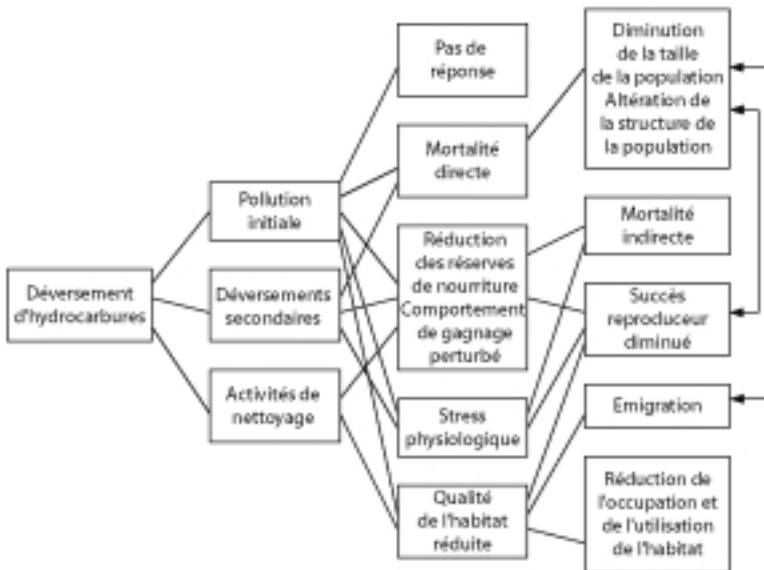 Déversement
d'hydrocarbures
Pollution
initiale
Déversements
secondaires
Activités de
nettoyage
Pas de
réponse
Mortalité
directe
Réduction
des réserves
de nourriture
Comportement
de gagnage
perturbé
Stress
physiologique
Qualité
de l'habitat
réduite
Diminution
de la taille
de la population
Altération de
la structure de
la population
Mortalité
indirecte
Succès
reproduceur
diminué
Emigration
Réduction de
l'occupation et
de l'utilisation
de l'habitat